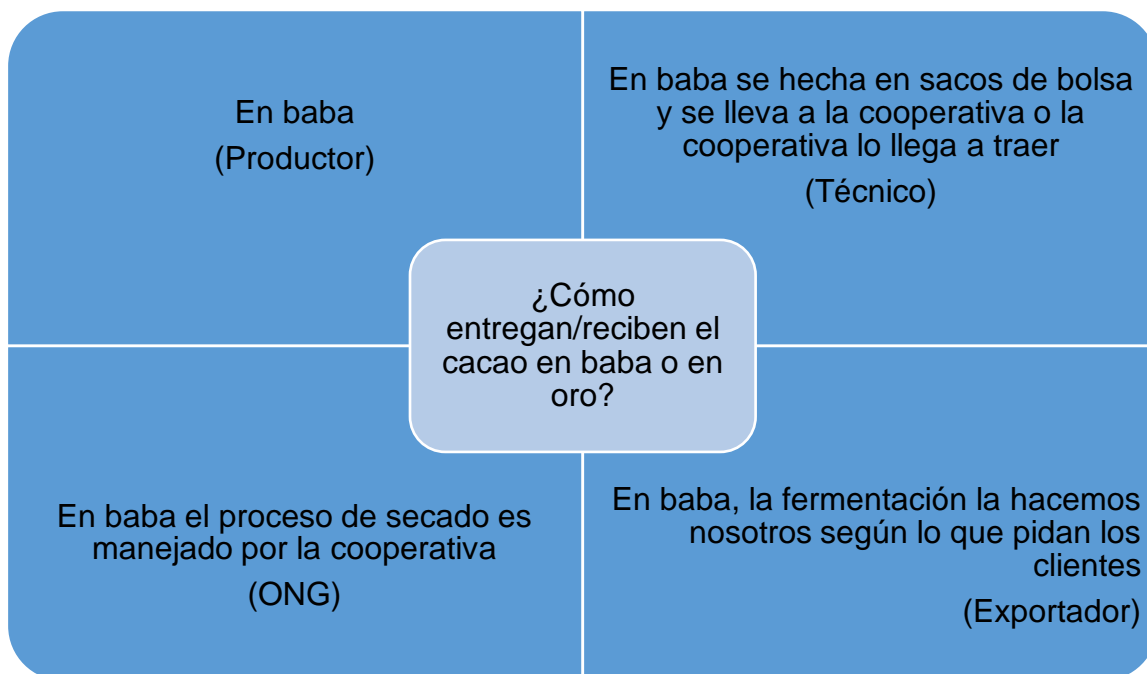 En baba
(Productor)
En baba se hecha en sacos de bolsa
y se lleva a la cooperativa o la
cooperativa lo llega a traer
(Técnico)
¿Cómo
entregan/reciben el
cacao en baba o en
oro?
En baba el proceso de secado es
manejado por la cooperativa
(ONG)
En baba, la fermentación la hacemos
nosotros según lo que pidan los
clientes
(Exportador)